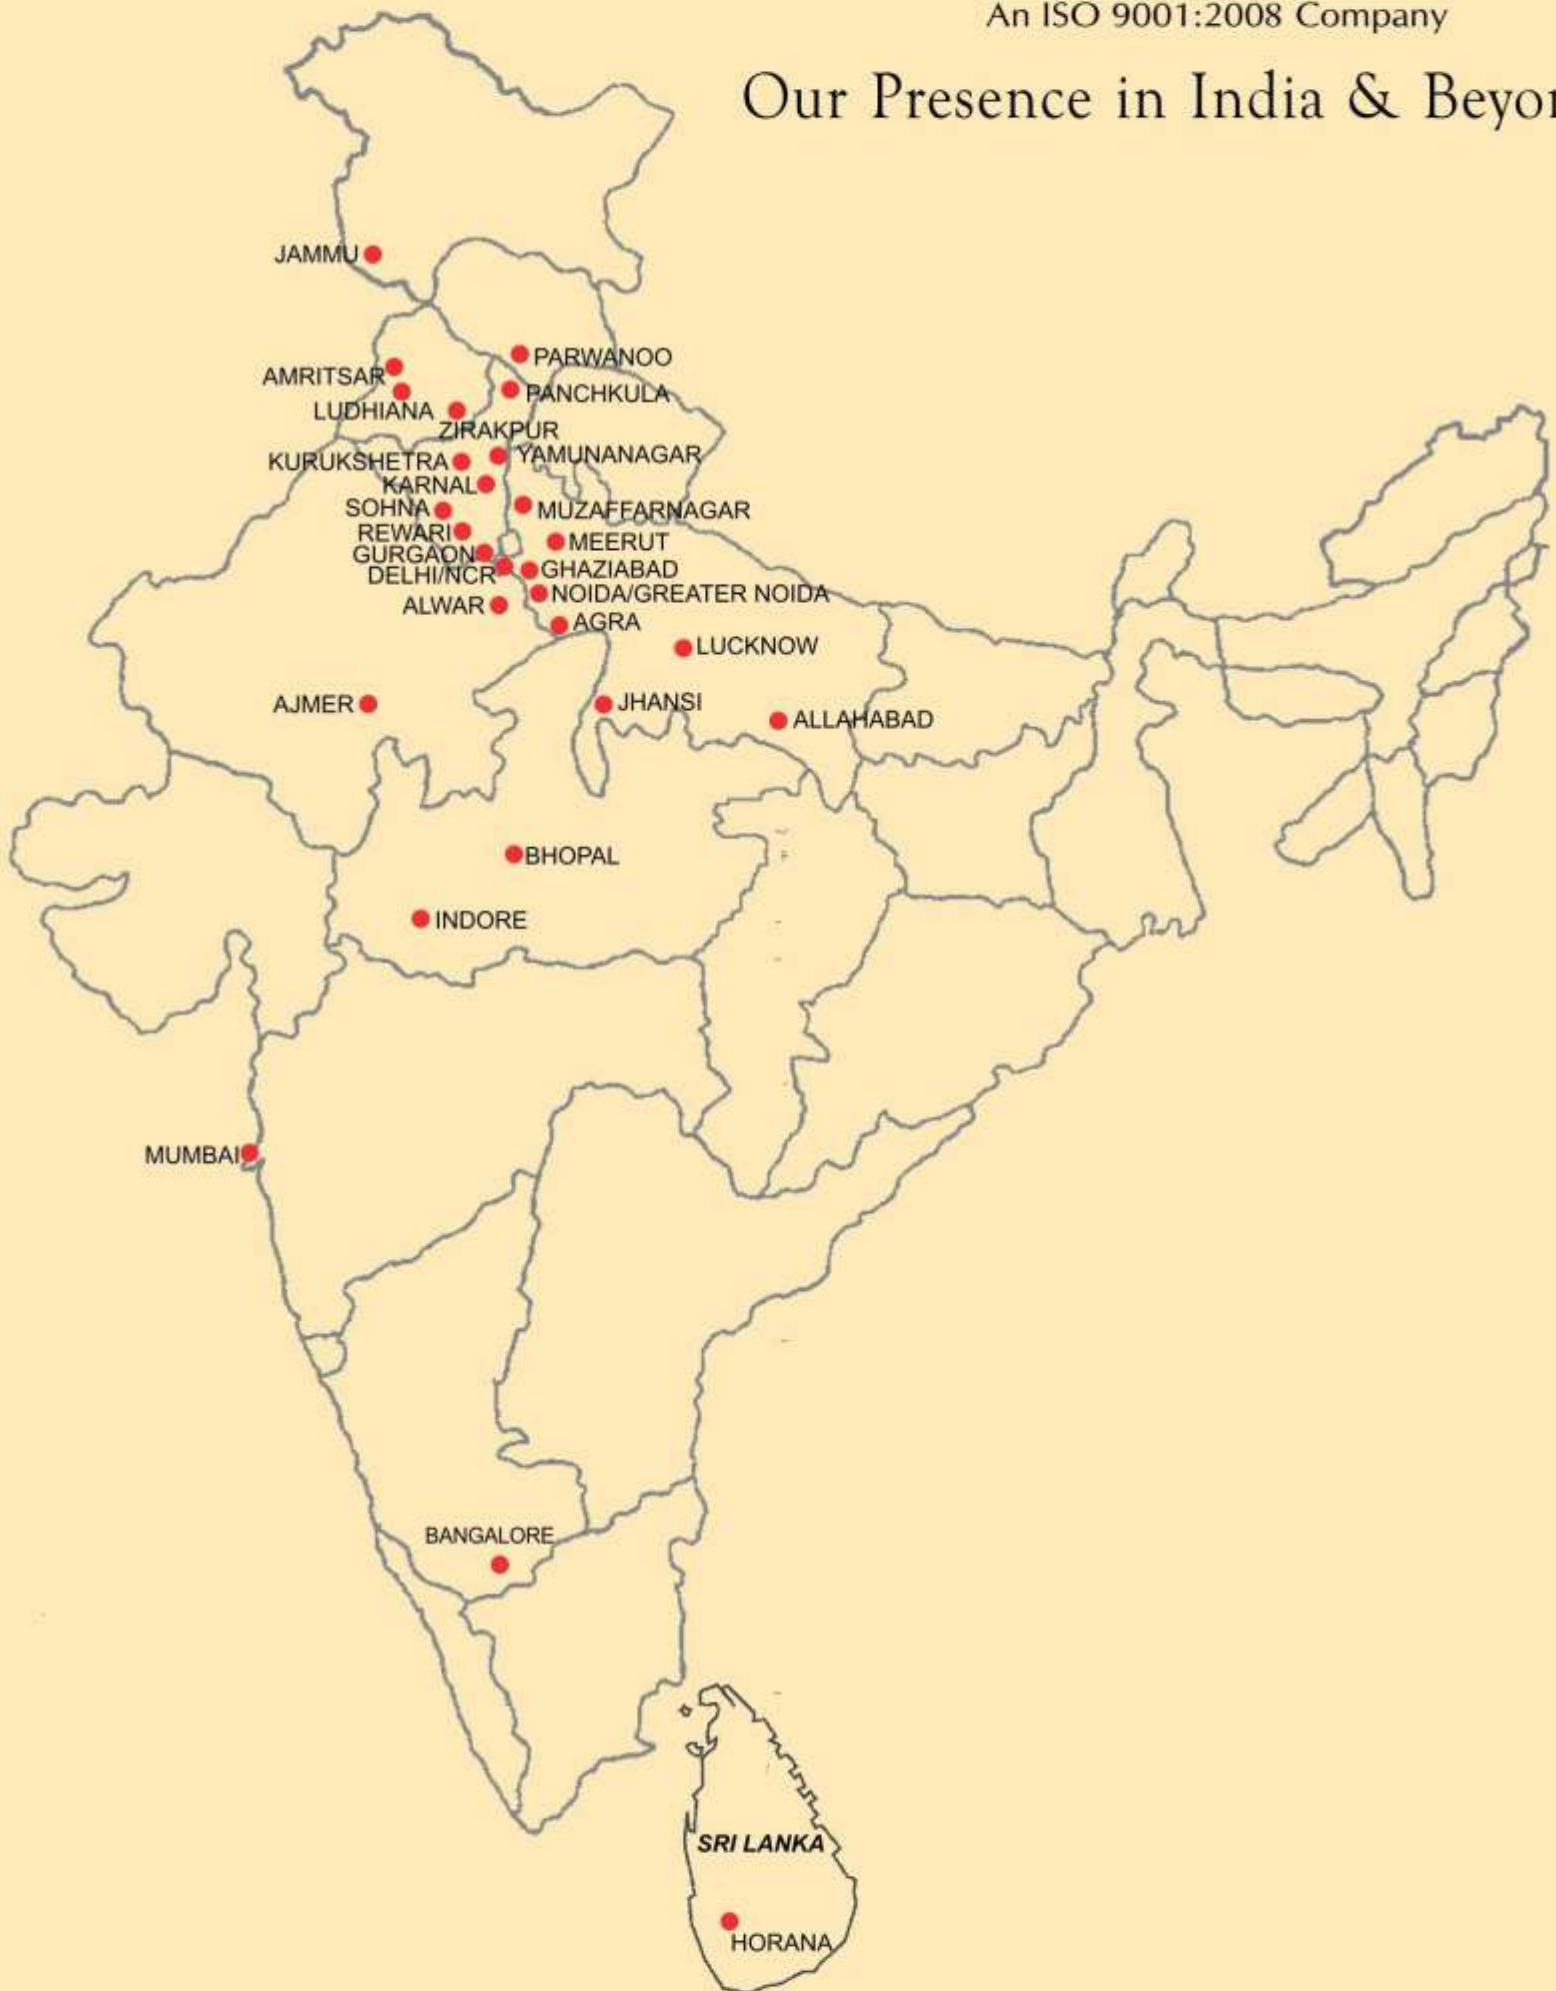 An ISO 9001:2008 Company
Our Presence in India &
JAMMU
PARWANOO
AMRITSAR
PANCHKULA
LUDHIANA
ZIRAKPUR
YAMUNANAGAR
KURUKSHETRA
KARNAL
SOHNA
MUZAFFARNAGAR
REWARI
MEERUT
GURGAON
GHAZIABAD
DELHI/NCR
NOIDA/GREATER NOIDA
ALWAR
AGRA
LUCKNOW
JHANSI
AJMER
ALLAHABAD
BHOPAL
INDORE
MUMBAI
BANGALORE
SRI LANKA
HORANA